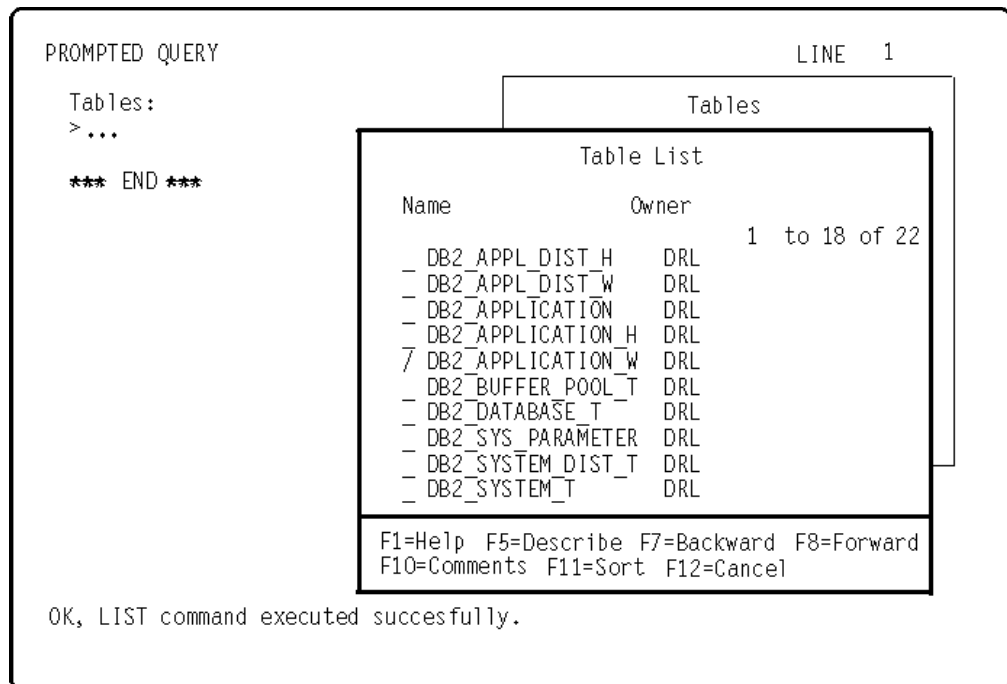 PROMPTED QUERY LINE 1
Tables:
>...
*** END ***
Tables
Table List
Name Owner
1 to 18 of 22
_ DB2_APPL_DIST_H DRL
_ DB2_APPL_DIST_W DRL
_ DB2_APPLICATION DRL
_ DB2_APPLICATION_H DRL
/ DB2_APPLICATION_W DRL
_ DB2_BUFFER_POOL_T DRL
_ DB2_DATABASE_T DRL
_ DB2_SYS_PARAMETER DRL
_ DB2_SYSTEM_DIST_T DRL
_ DB2_SYSTEM_T DRL
F1=Help F5=Describe F7=Backward F8=Forward
F10=Comments F11=Sort F12=Cancel
OK, LIST command executed succesfully.